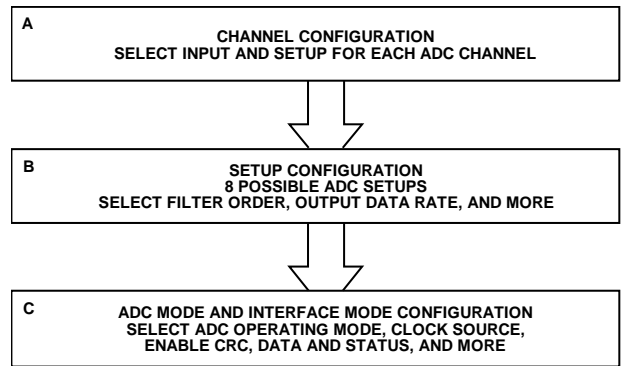 A
CHANNEL CONFIGURATION
SELECT INPUT AND SETUP FOR EACH ADC CHANNEL
B
SETUP CONFIGURATION
8 POSSIBLE ADC SETUPS
SELECT FILTER ORDER, OUTPUT DATA RATE, AND MORE
C
ADC MODE AND INTERFACE MODE CONFIGURATION
SELECT ADC OPERATING MODE, CLOCK SOURCE,
ENABLE CRC, DATA AND STATUS, AND MORE